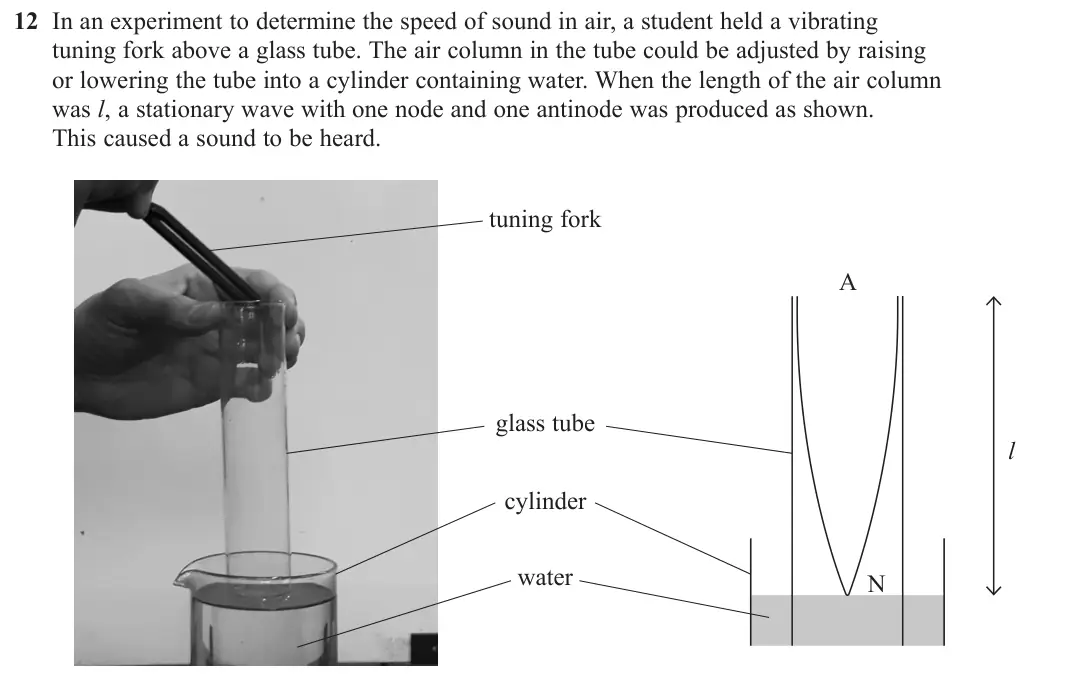 12 In an experiment to determine the speed of sound in air, a student held a vibrating
tuning fork above a glass tube. The air column in the tube could be adjusted by raising
or lowering the tube into a cylinder containing water. When the length of the air column
was l, a stationary wave with one node and one antinode was produced as shown.
This caused a sound to be heard.
tuning fork
A
glass tube
l
cylinder
water
N